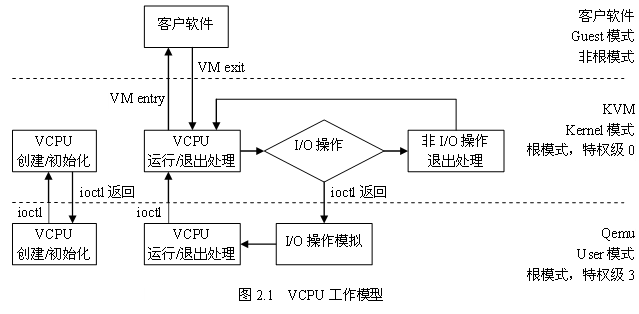 客户软件
客户软件
Guest 模式
非根模式
VM exit
VM entry
KVM
Kernel 模式
根模式，特权级 0
VCPU
创建/初始化
VCPU
运行/退出处理
I/O 操作
非 I/O 操作
退出处理
ioctl 返回
ioctl 返回
ioctl
ioctl
VCPU
创建/初始化
VCPU
运行/退出处理
I/O 操作模拟
Qemu
User 模式
根模式，特权级 3
图 2.1 VCPU 工作模型